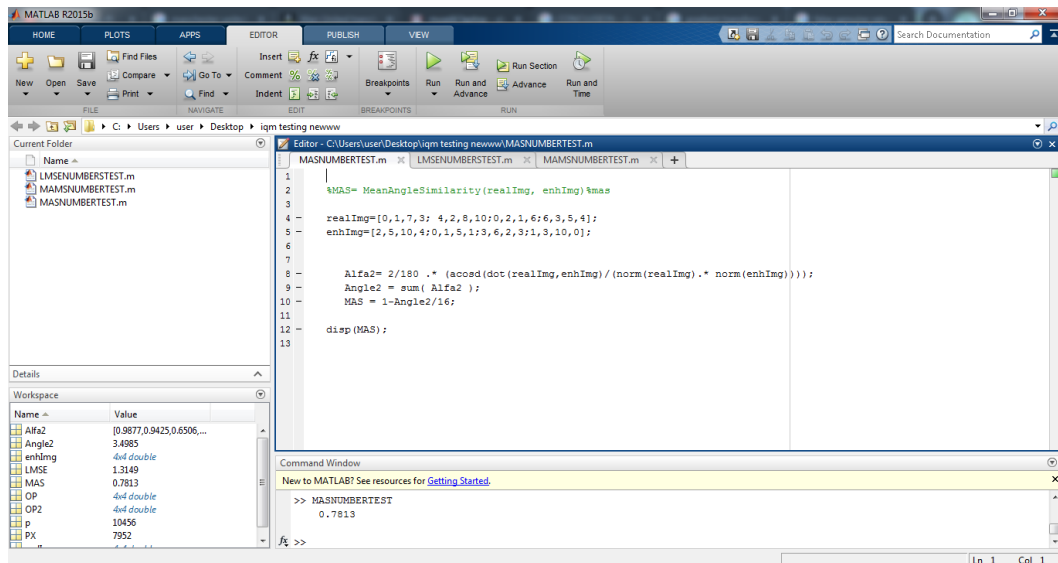 MATLAB R2015b
HOME PLOTS APPS EDITOR PUBLISH VIEW
Search Documentation
New Open Save
Find Files
Compare
Print
Go To
Find
Insert fx
Comment %
Indent
Breakpoints
Run
Run and Advance
Run Section
Advance
Run and Time
FILE NAVIGATE EDIT BREAKPOINTS RUN
C: Users user Desktop iqm testing newww
Current Folder
Name
LMSENUMBERSTEST.m
MAMSNUMBERTEST.m
MASNUMBERTEST.m
Details
Workspace
Name Value
Alfa2 [0.9877,0.9425,0.6506,...
Angle2 3.4985
enhImg 4x4 double
LMSE 1.3149
MAS 0.7813
OP 4x4 double
OP2 4x4 double
p 10456
PX 7952
Editor - C:\Users\user\Desktop\iqm testing newww\MASNUMBERTEST.m
MASNUMBERTEST.m LMSENUMBERSTEST.m MAMSNUMBERTEST.m +
1
2 %MAS= MeanAngleSimilarity(realImg, enhImg)%mas
3
4 - realImg=[0,1,7,3; 4,2,8,10;0,2,1,6;6,3,5,4];
5 - enhImg=[2,5,10,4;0,1,5,1;3,6,2,3;1,3,10,0];
6
7
8 - Alfa2= 2/180 .* (acosd(dot(realImg,enhImg)/(norm(realImg).* norm(enhImg))));
9 - Angle2 = sum( Alfa2 );
10 - MAS = 1-Angle2/16;
11
12 - disp(MAS);
13
Command Window
New to MATLAB? See resources for Getting Started.
>> MASNUMBERTEST
0.7813
fx >>
Ln 1 Col 1